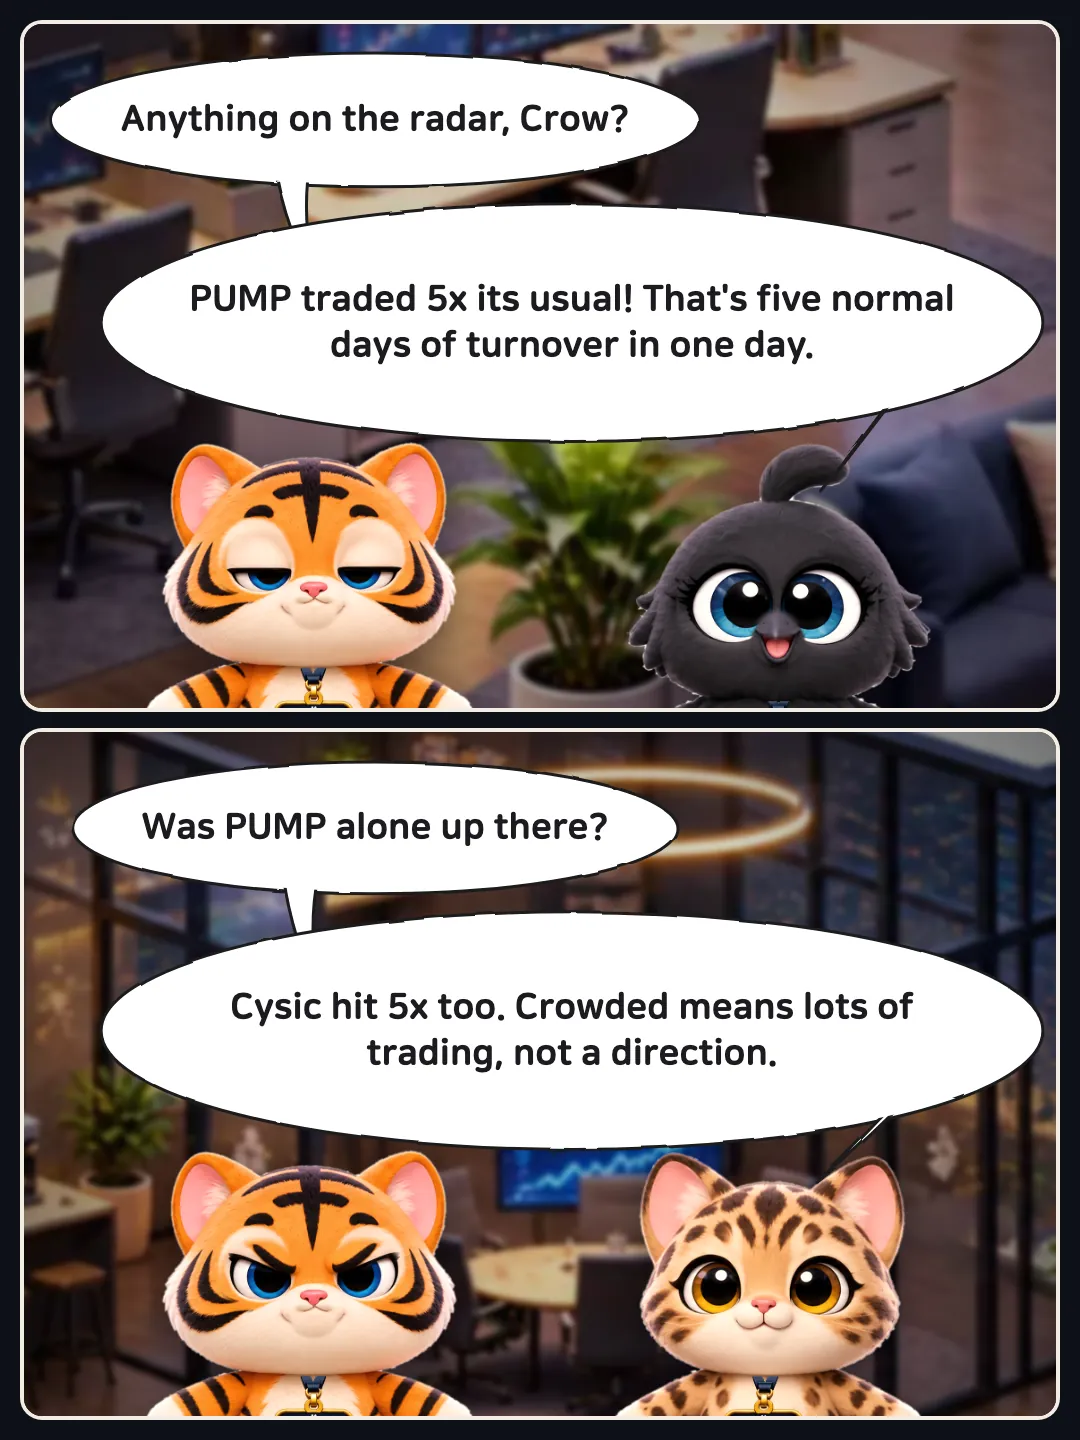 Anything on the radar, Crow?
PUMP traded 5x its usual! That's five normal
days of turnover in one day.
Was PUMP alone up there?
Cysic hit 5x too. Crowded means lots of
trading, not a direction.